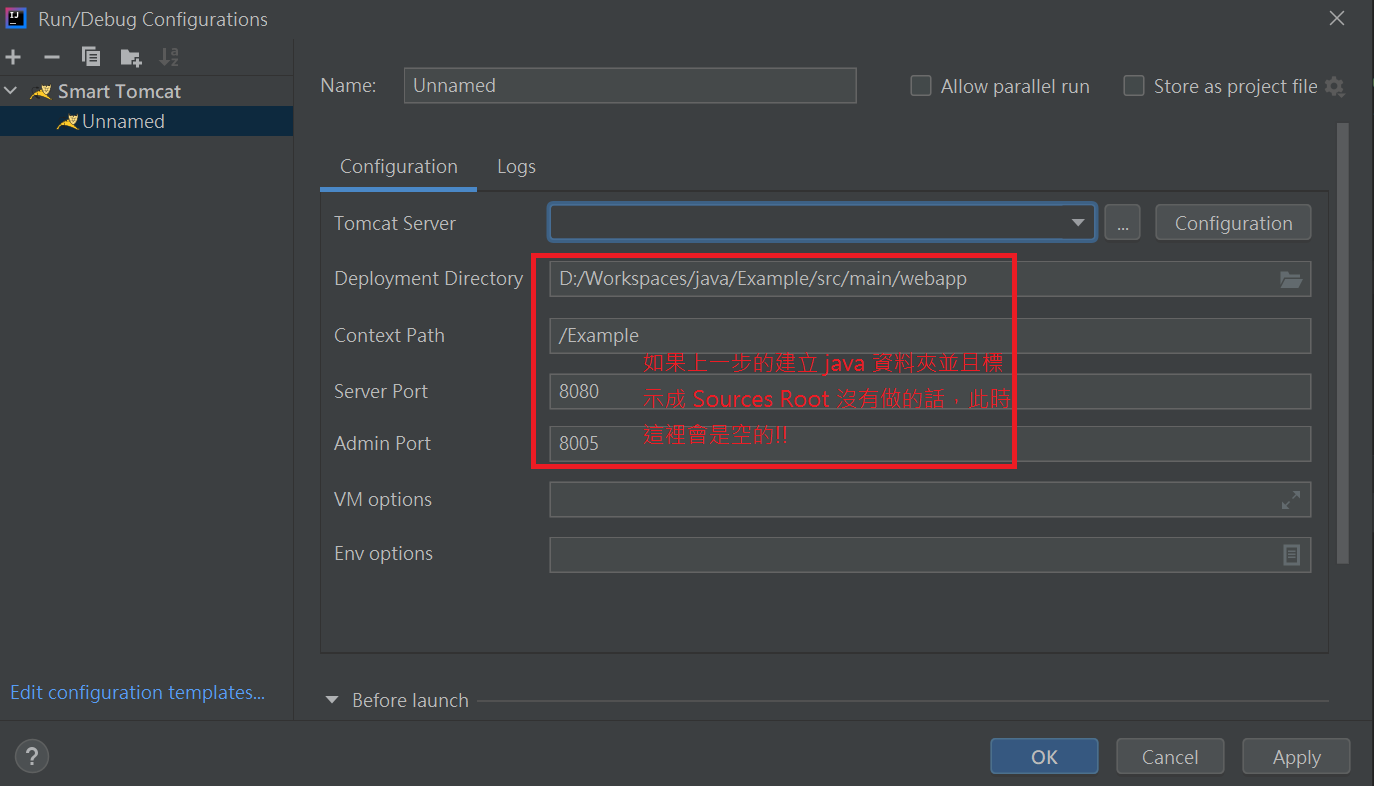 Run/Debug Configurations
Smart Tomcat
Unnamed
Edit configuration templates...
Name:
Unnamed
Allow parallel run
Store as project file
Configuration
Logs
Tomcat Server
...
Configuration
Deployment Directory
D:/Workspaces/java/Example/src/main/webapp
Context Path
/Example
如果上一步的建立 java 資料夾並且標
示成 Sources Root 沒有做的話，此時
這裡會是空的!!
Server Port
8080
Admin Port
8005
VM options
Env options
Before launch
?
OK
Cancel
Apply